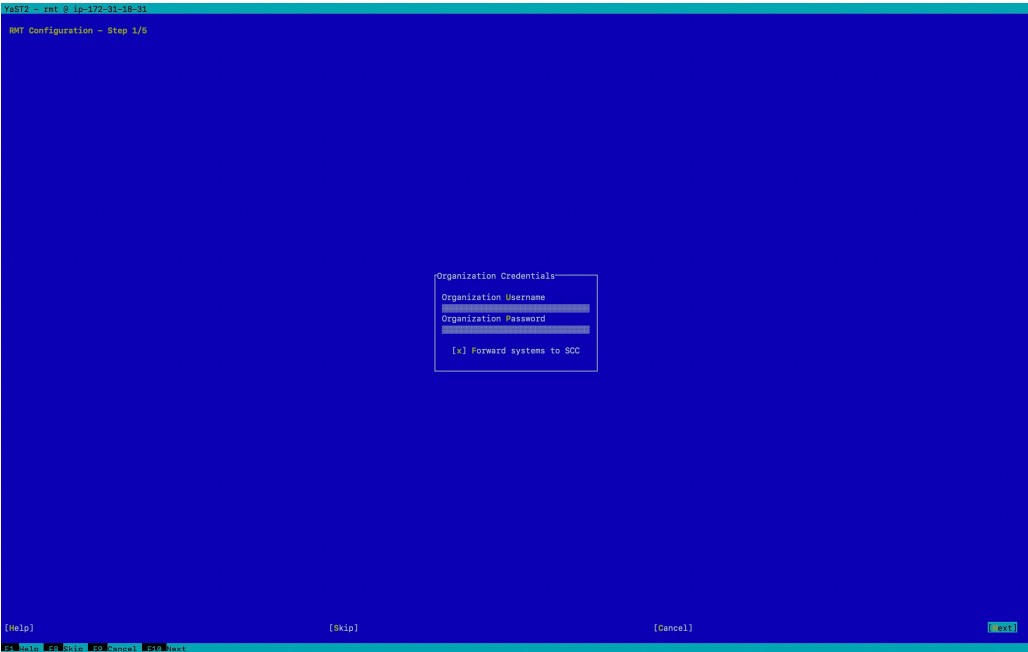 YaST2 - rmt @ ip-172-31-18-31
RMT Configuration - Step 1/5
Organization Credentials
Organization Username
Organization Password
[x] Forward systems to SCC
[Help] [Skip] [Cancel] [Next]
F1 Help F8 Skip F9 Cancel F10 Next